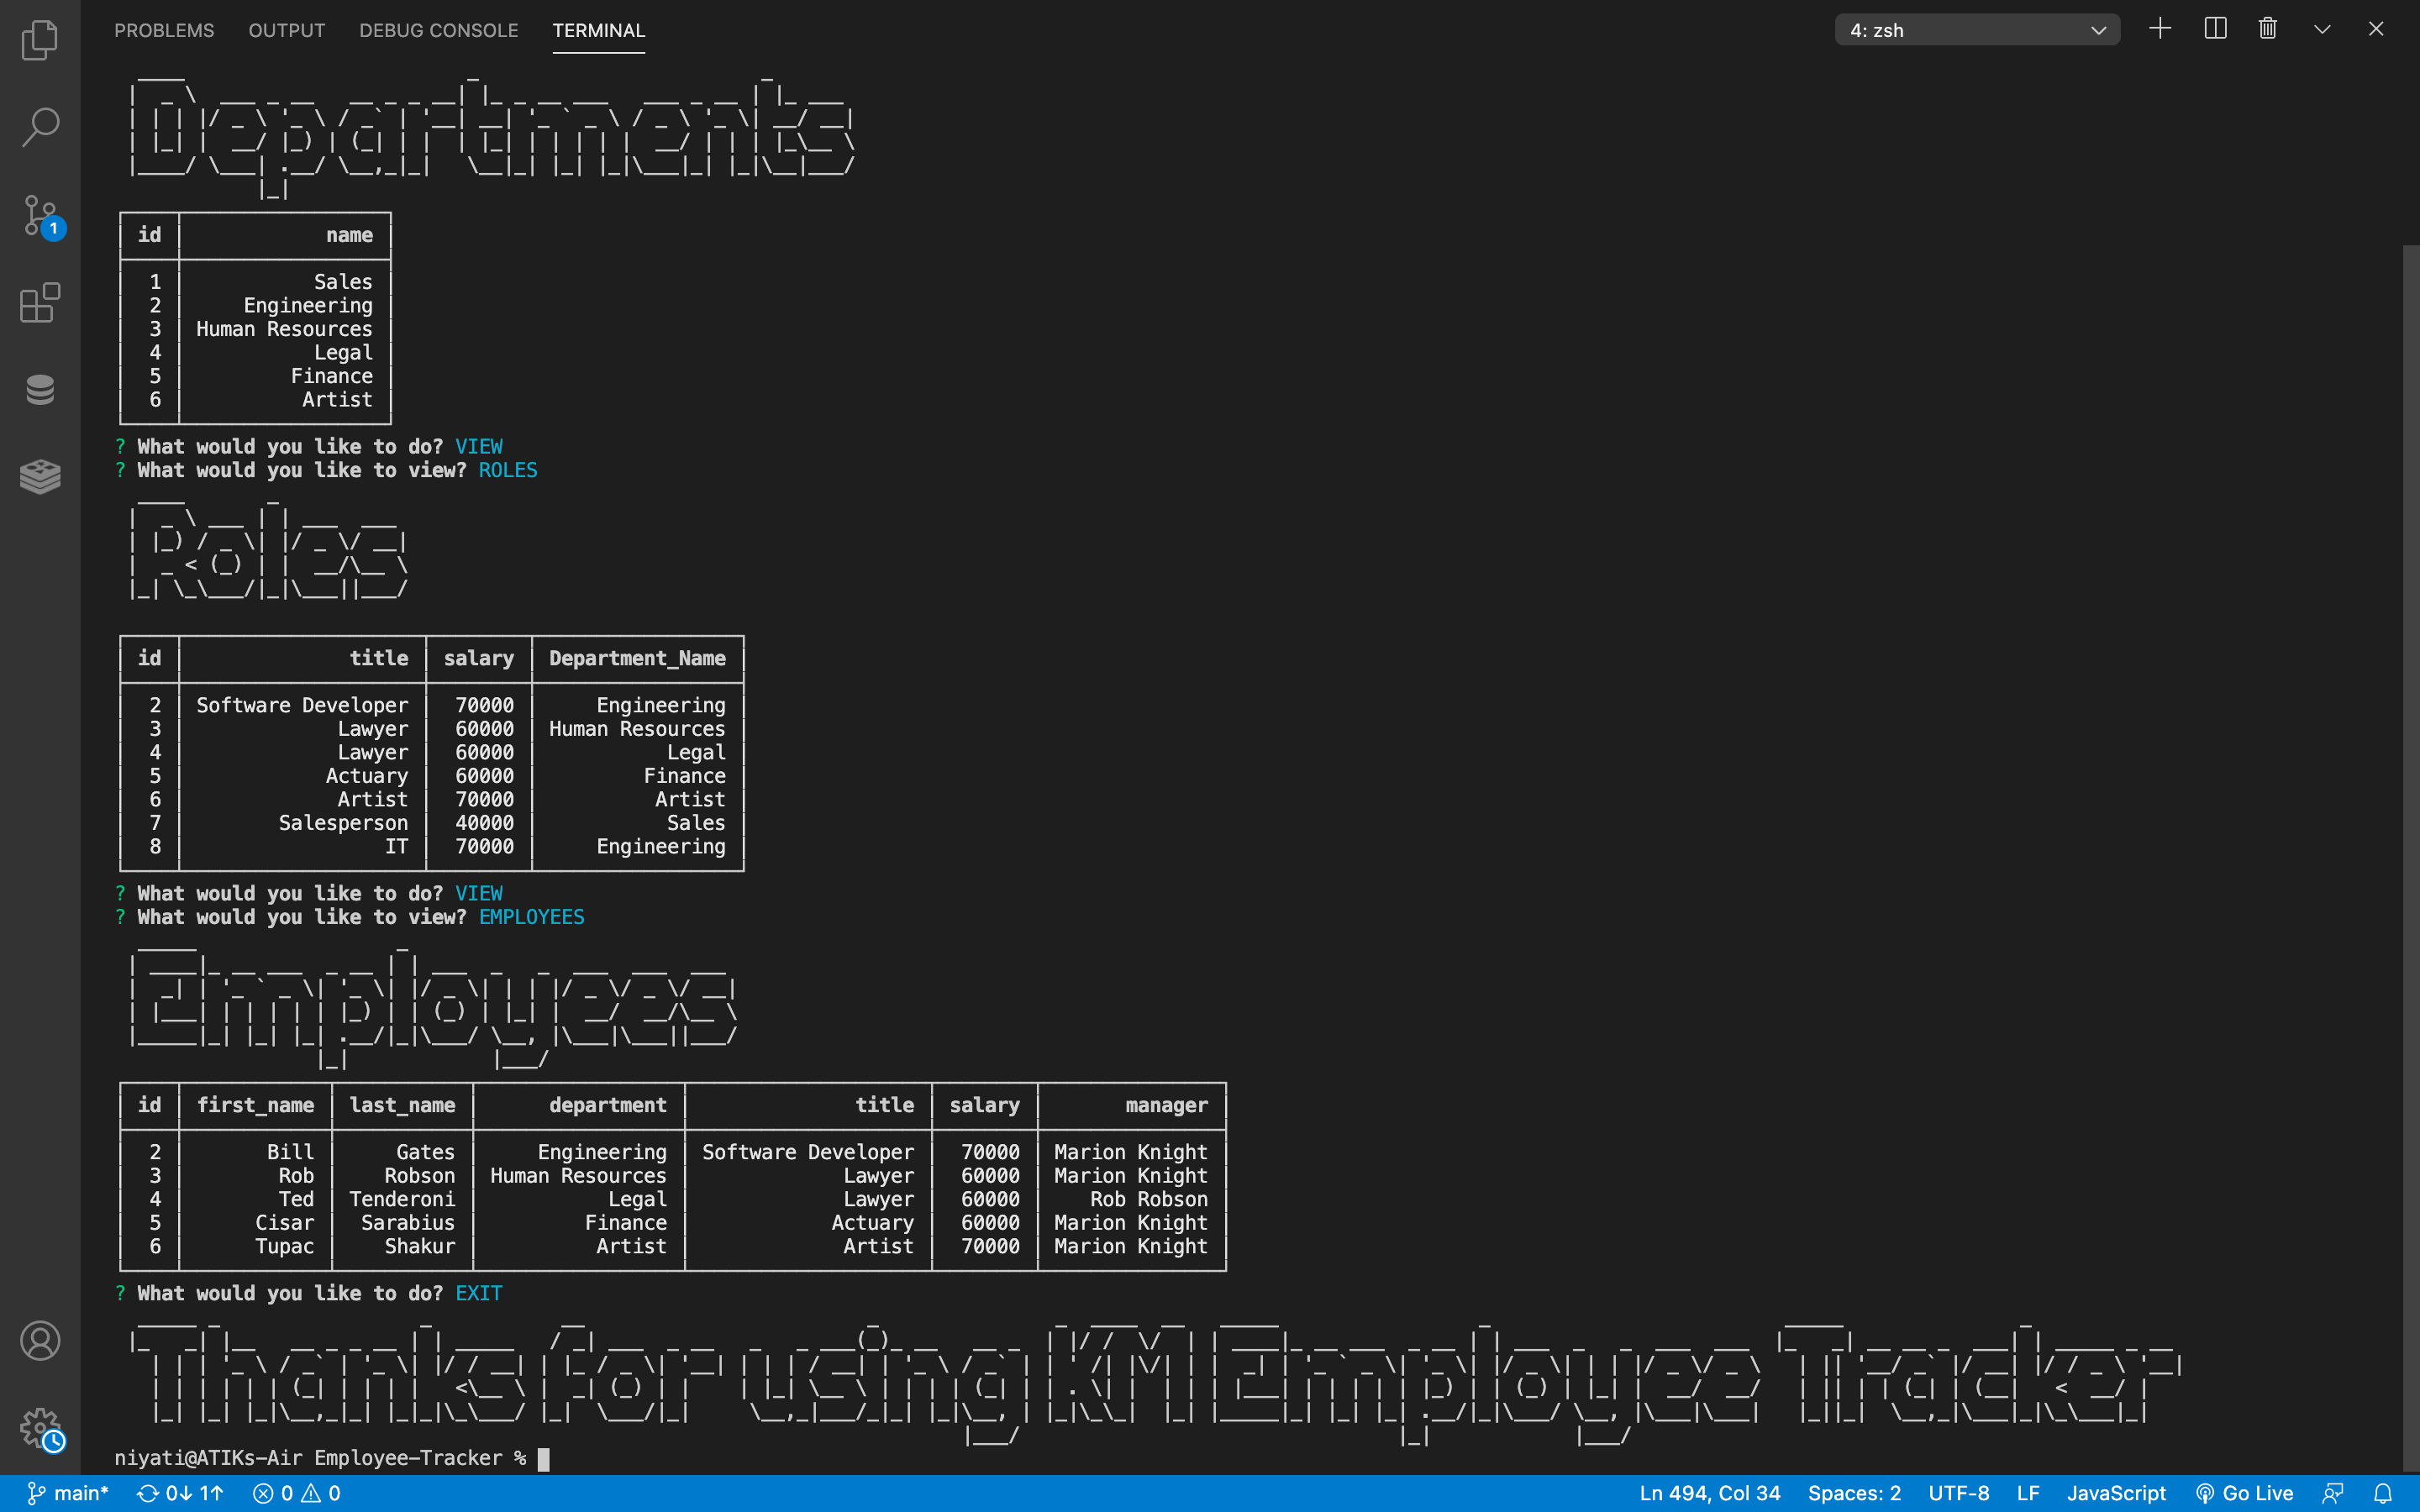 PROBLEMS OUTPUT DEBUG CONSOLE TERMINAL 4: zsh
Departments
id name
1 Sales
2 Engineering
3 Human Resources
4 Legal
5 Finance
6 Artist
? What would you like to do? VIEW
? What would you like to view? ROLES
Roles
id title salary Department_Name
2 Software Developer 70000 Engineering
3 Lawyer 60000 Human Resources
4 Lawyer 60000 Legal
5 Actuary 60000 Finance
6 Artist 70000 Artist
7 Salesperson 40000 Sales
8 IT 70000 Engineering
? What would you like to do? VIEW
? What would you like to view? EMPLOYEES
Employees
id first_name last_name department title salary manager
2 Bill Gates Engineering Software Developer 70000 Marion Knight
3 Rob Robson Human Resources Lawyer 60000 Marion Knight
4 Ted Tenderoni Legal Lawyer 60000 Rob Robson
5 Cisar Sarabius Finance Actuary 60000 Marion Knight
6 Tupac Shakur Artist Artist 70000 Marion Knight
? What would you like to do? EXIT
Thanks for using KM Employee Tracker
niyati@ATIKs-Air Employee-Tracker %
1
main* 0↓ 1↑ 0 0 Ln 494, Col 34 Spaces: 2 UTF-8 LF JavaScript Go Live